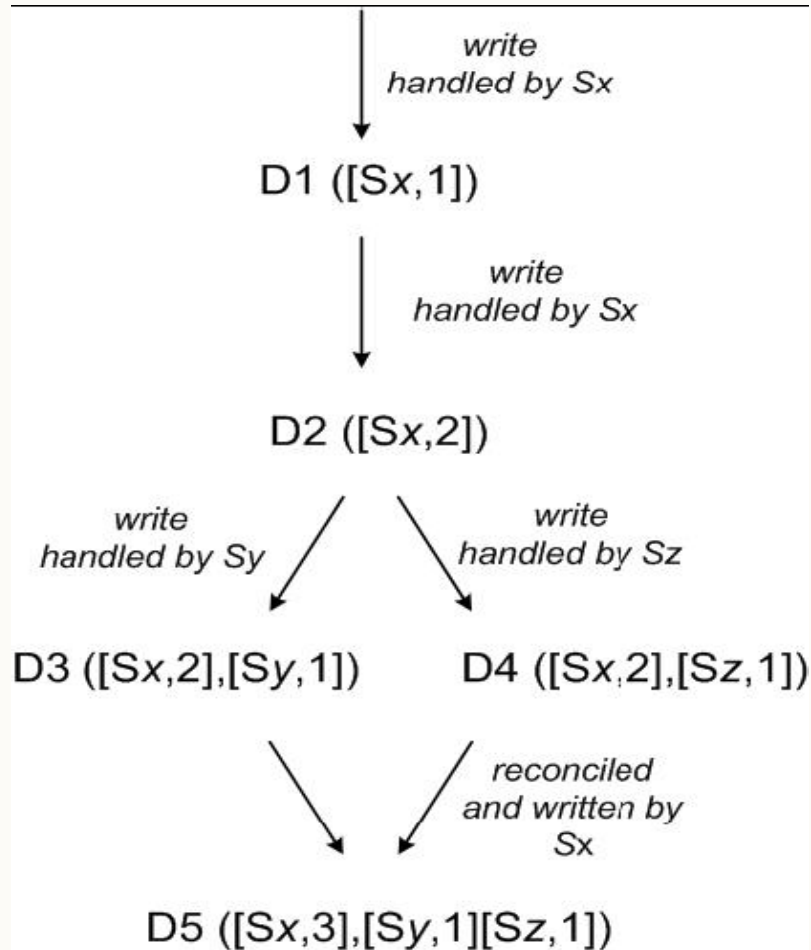 write
handled by Sx
D1 ([Sx,1])
write
handled by Sx
D2 ([Sx,2])
write
handled by Sy
write
handled by Sz
D3 ([Sx,2],[Sy,1])
D4 ([Sx,2],[Sz,1])
reconciled
and written by
Sx
D5 ([Sx,3],[Sy,1][Sz,1])